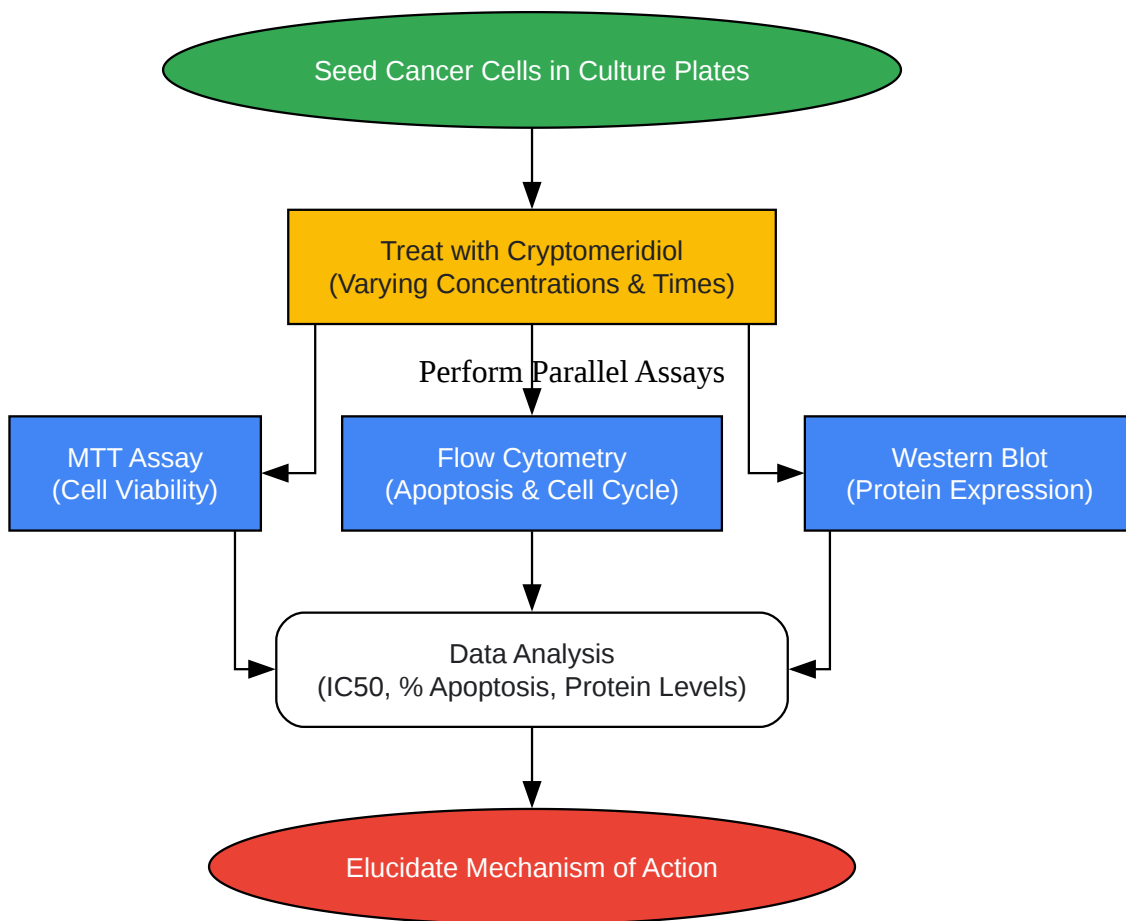 Seed Cancer Cells in Culture Plates
Treat with Cryptomeridiol
(Varying Concentrations & Times)
Perform Parallel Assays
MTT Assay
(Cell Viability)
Flow Cytometry
(Apoptosis & Cell Cycle)
Western Blot
(Protein Expression)
Data Analysis
(IC50, % Apoptosis, Protein Levels)
Elucidate Mechanism of Action